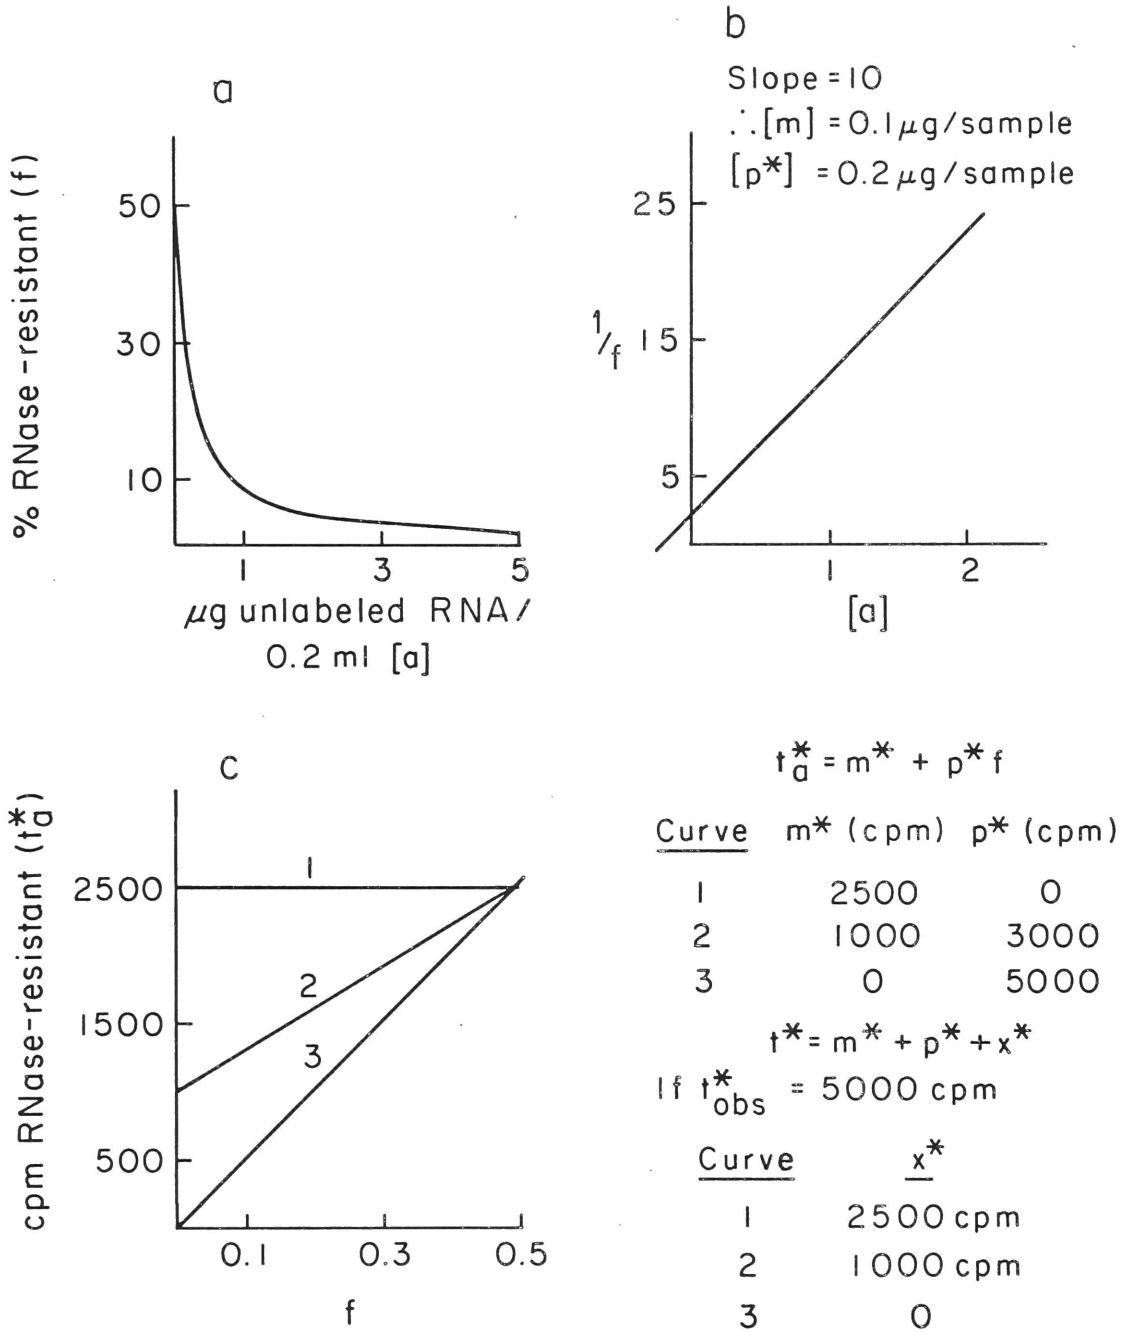 a
% RNase-resistant (f)
50
30
10
1 3 5
μg unlabeled RNA/
0.2 ml [a]
b
Slope = 10
∴ [m] = 0.1 μg/sample
[p*] = 0.2 μg/sample
25
1/f 15
5
1 2
[a]
c
cpm RNase-resistant (t*a)
2500
1500
500
1
2
3
0.1 0.3 0.5
f
t*a = m* + p* f
Curve m* (cpm) p* (cpm)
1 2500 0
2 1000 3000
3 0 5000
t* = m* + p* + x*
If t*obs = 5000 cpm
Curve x*
1 2500 cpm
2 1000 cpm
3 0